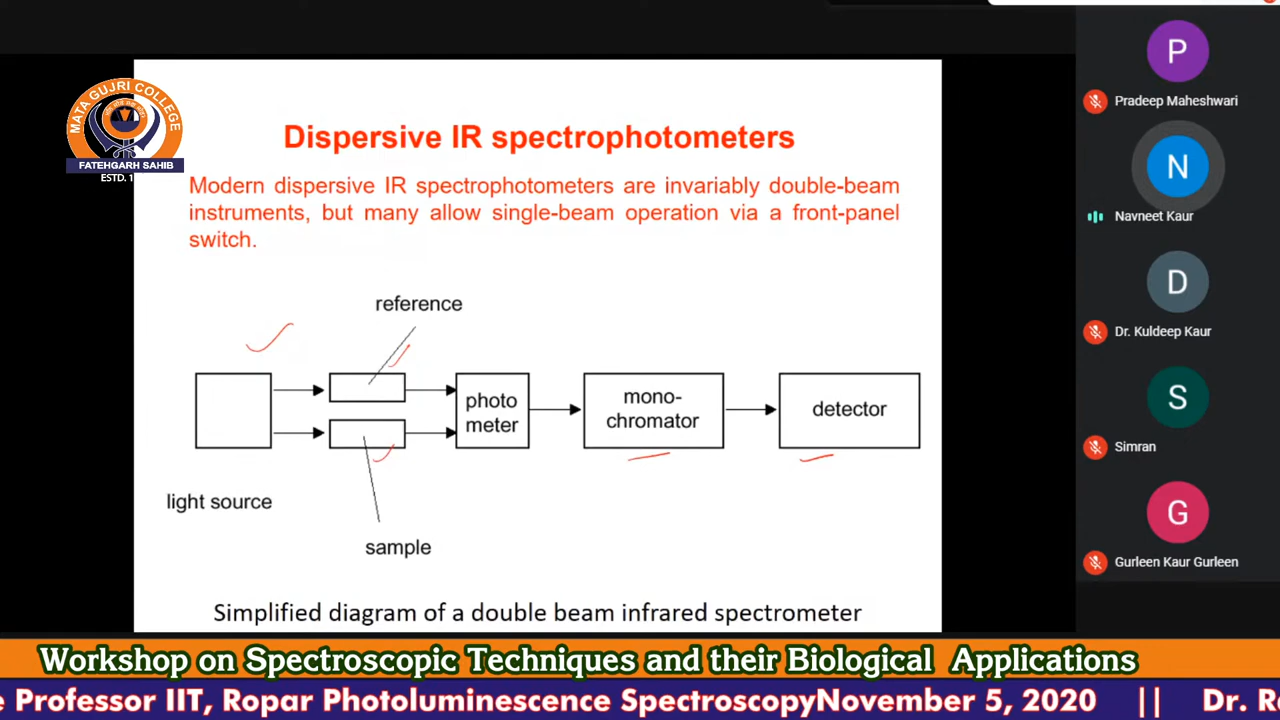 MATA GUJRI COLLEGE
FATEHGARH SAHIB
ESTD. 1
Dispersive IR spectrophotometers
Modern dispersive IR spectrophotometers are invariably double-beam
instruments, but many allow single-beam operation via a front-panel
switch.
reference
photo
meter
mono-
chromator
detector
light source
sample
Simplified diagram of a double beam infrared spectrometer
P
Pradeep Maheshwari
N
Navneet Kaur
D
Dr. Kuldeep Kaur
S
Simran
G
Gurleen Kaur Gurleen
Workshop on Spectroscopic Techniques and their Biological Applications
e Professor IIT, Ropar Photoluminescence SpectroscopyNovember 5, 2020 || Dr. R